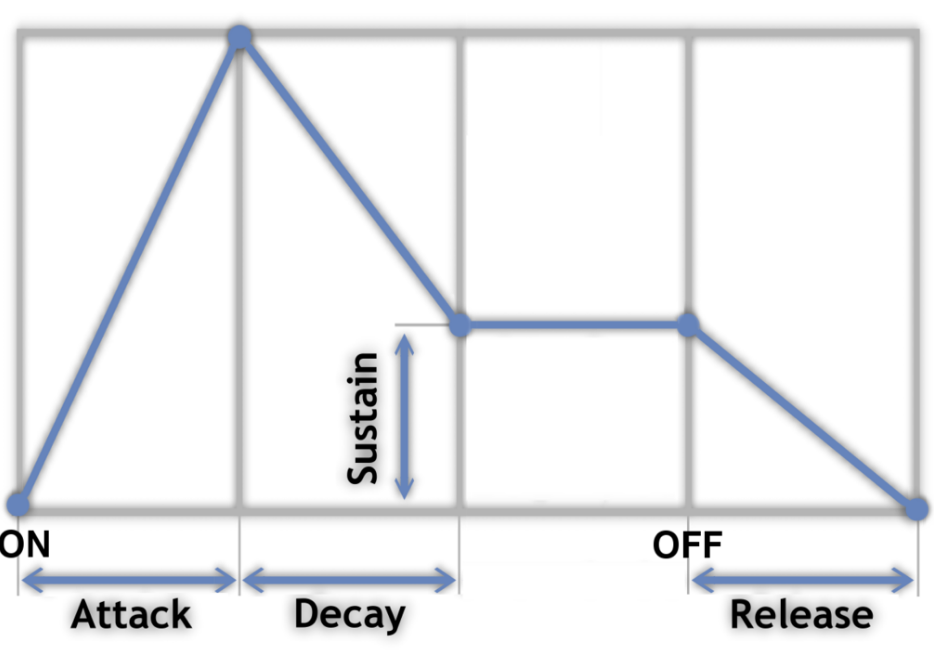 Sustain
ON
OFF
Attack
Decay
Release